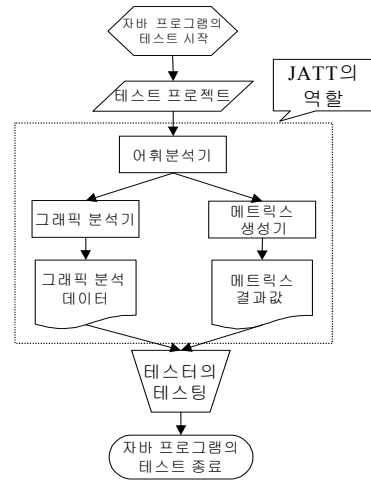 자바 프로그램의
테스트 시작
테스트 프로젝트
JATT의
역할
어휘분석기
그래픽 분석기
메트릭스
생성기
그래픽 분석
데이터
메트릭스
결과값
테스터의
테스팅
자바 프로그램의
테스트 종료